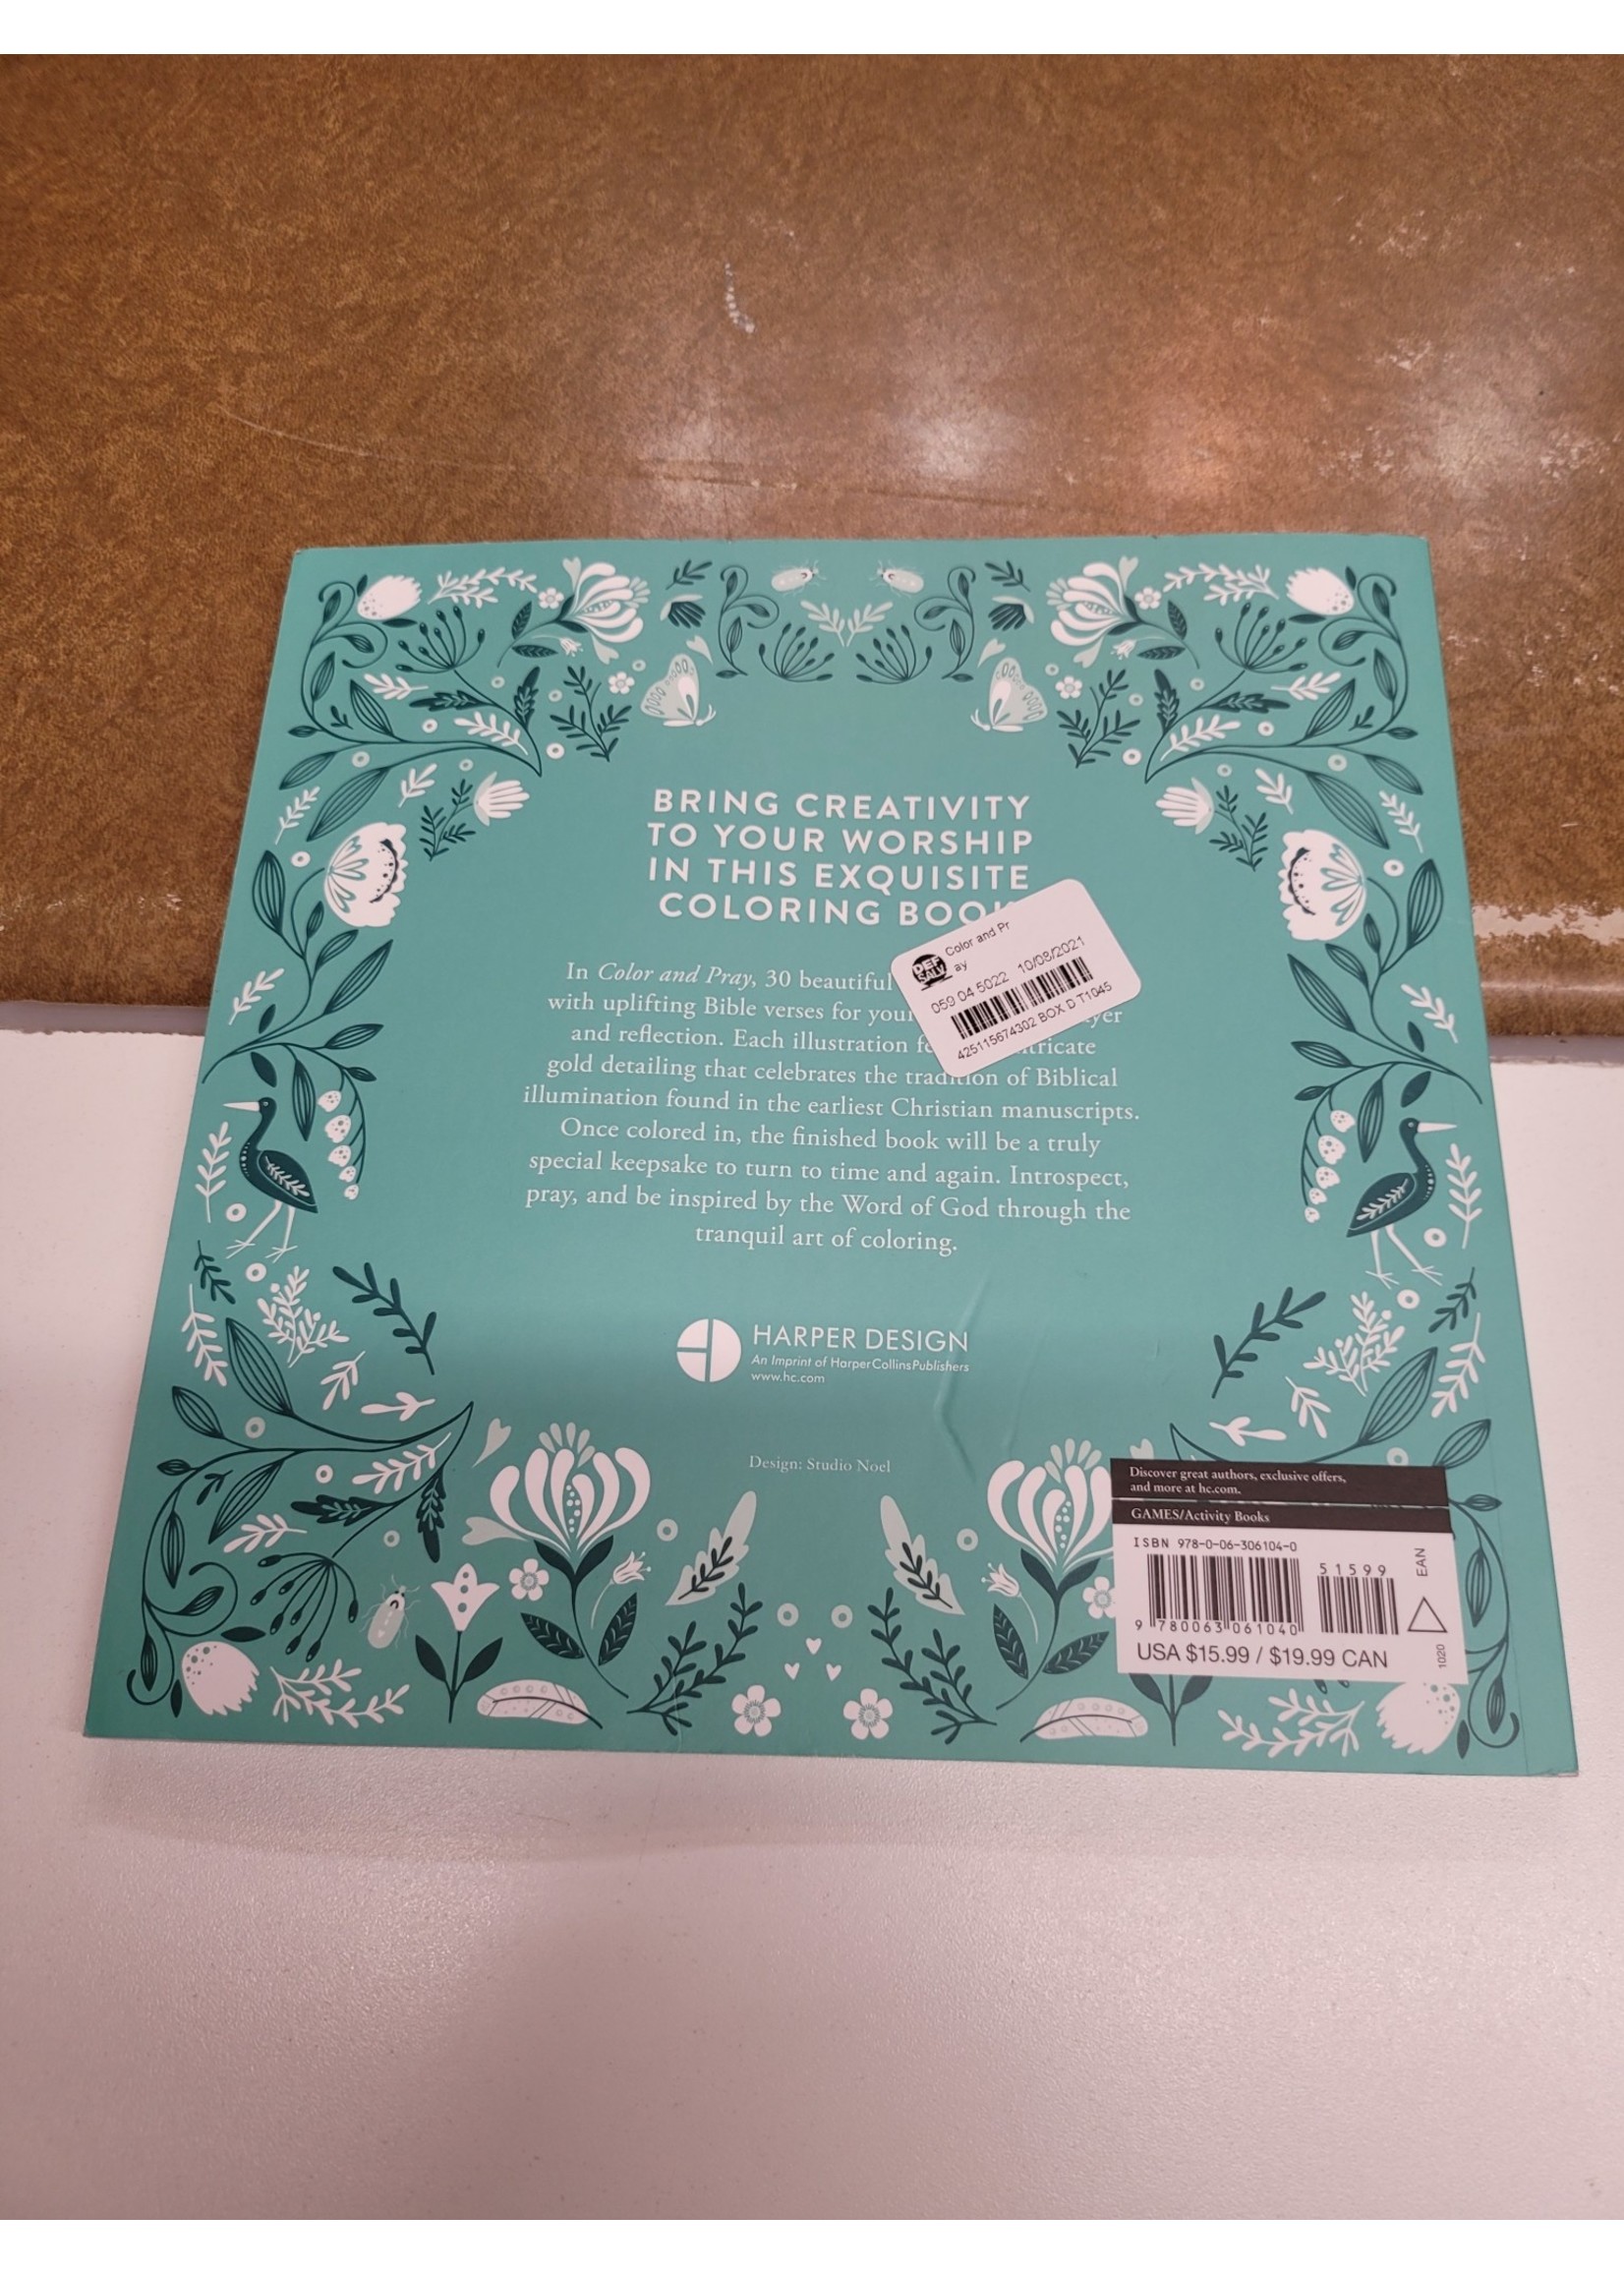 BRING CREATIVITY
TO YOUR WORSHIP
IN THIS EXQUISITE
COLORING BOOK
In Color and Pray, 30 beautiful
with uplifting Bible verses for your
and reflection. Each illustration
gold detailing that celebrates the tradition of Biblical
illumination found in the earliest Christian manuscripts.
Once colored in, the finished book will be a truly
special keepsake to turn to time and again. Introspect,
pray, and be inspired by the Word of God through the
tranquil art of coloring.
DEF SALV
Color and Pr
ay
059 04 5022 10/08/2021
425115674302 BOX D T1045
HARPER DESIGN
An Imprint of HarperCollinsPublishers
www.hc.com
Design: Studio Noel
Discover great authors, exclusive offers,
and more at hc.com.
GAMES/Activity Books
ISBN 978-0-06-306104-0
51599
EAN
9 780063 061040
USA $15.99 / $19.99 CAN
1020